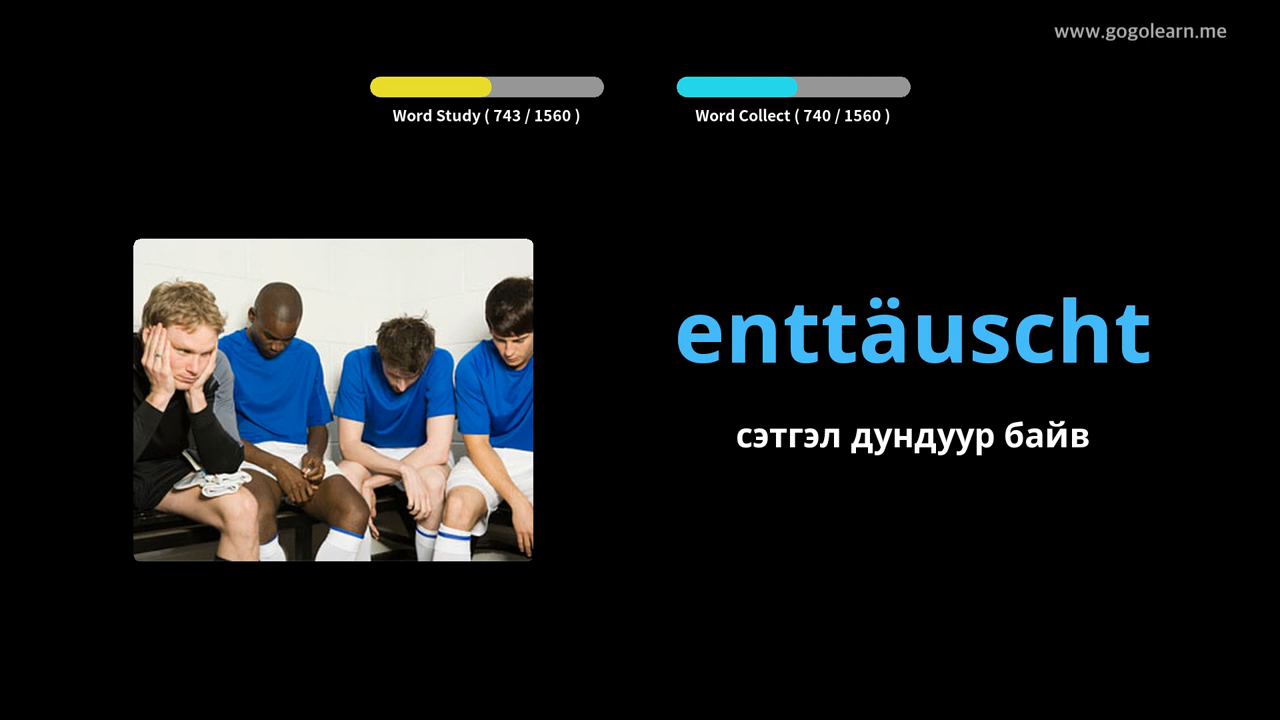 www.gogolearn.me
Word Study ( 743 / 1560 )
Word Collect ( 740 / 1560 )
enttäuscht
сэтгэл дундуур байв